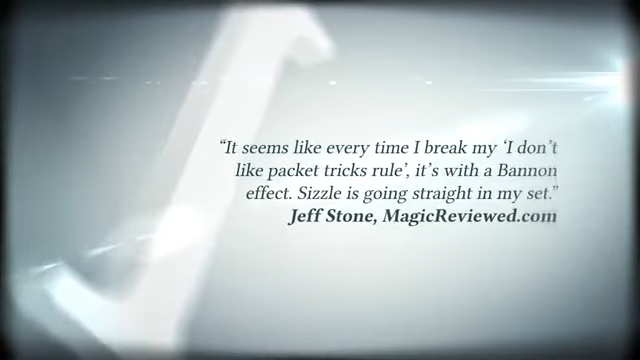 “It seems like every time I break my ‘I don’t
like packet tricks rule’, it’s with a Bannon
effect. Sizzle is going straight in my set.”
Jeff Stone, MagicReviewed.com